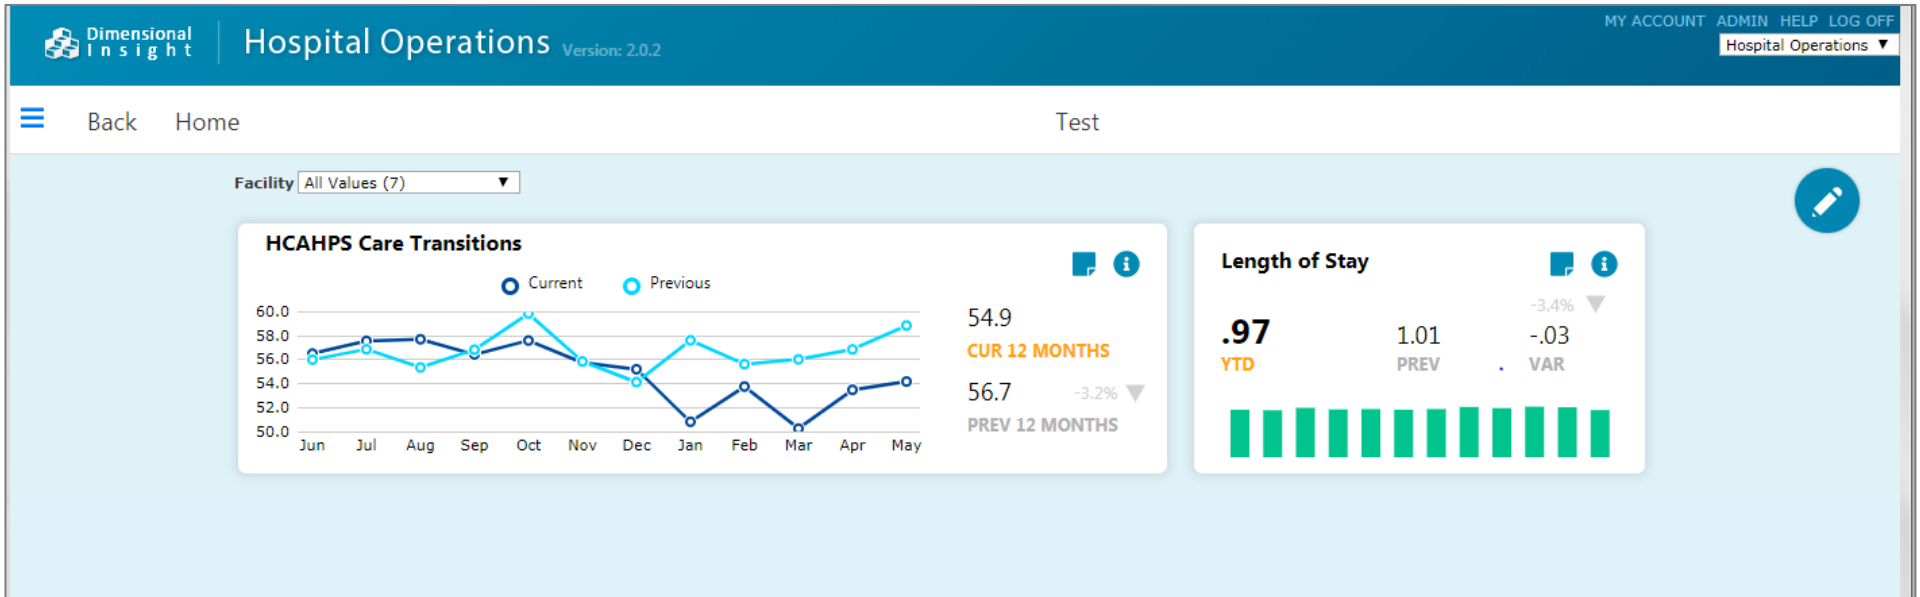 Dimensional
Insight
Hospital Operations Version: 2.0.2
MY ACCOUNT ADMIN HELP LOG OFF
Hospital Operations ▼
Back Home Test
Facility All Values (7) ▼
HCAHPS Care Transitions
Current Previous
60.0
58.0
56.0
54.0
52.0
50.0
Jun Jul Aug Sep Oct Nov Dec Jan Feb Mar Apr May
54.9
CUR 12 MONTHS
56.7 -3.2% ▼
PREV 12 MONTHS
Length of Stay
-3.4% ▼
.97 1.01 -.03
YTD PREV . VAR